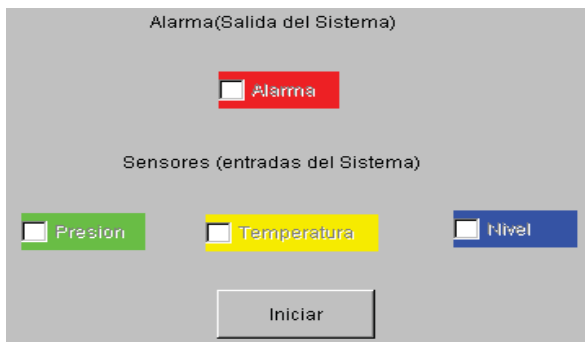 Alarma(Salida del Sistema)
Alarma
Sensores (entradas del Sistema)
Presion Temperatura Nivel
Iniciar